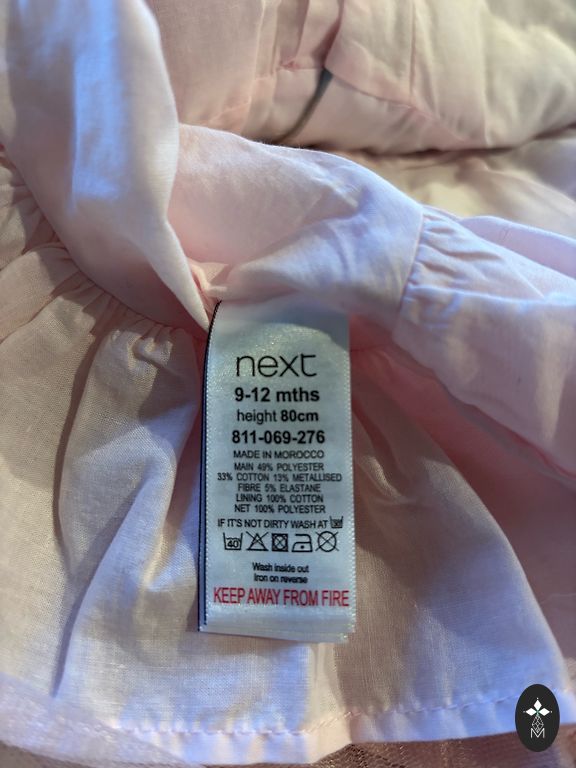 next
9-12 mths
height 80cm
811-069-276
MADE IN MOROCCO
MAIN 49% POLYESTER
33% COTTON 13% METALLISED
FIBRE 5% ELASTANE
LINING 100% COTTON
NET 100% POLYESTER
IF IT'S NOT DIRTY WASH AT 30
40
Wash inside out
Iron on reverse
KEEP AWAY FROM FIRE
M